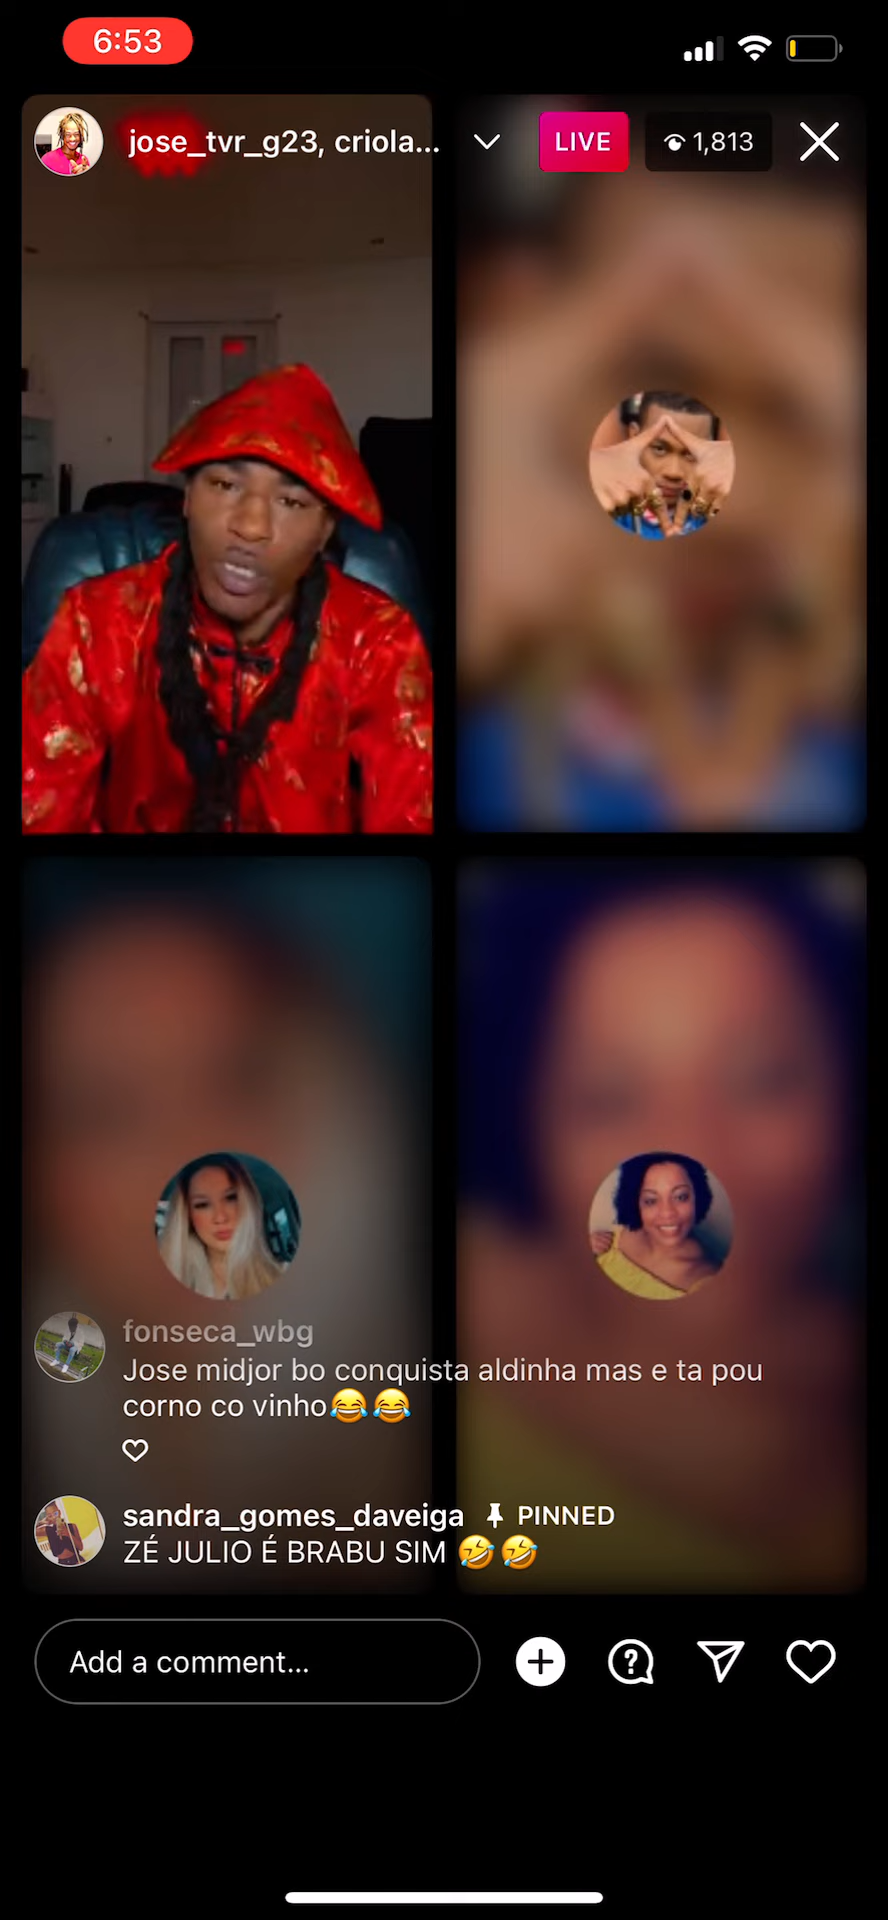 6:53
jose_tvr_g23, criola...
LIVE
1,813
fonseca_wbg
Jose midjor bo conquista aldinha mas e ta pou
corno co vinho😂😂
sandra_gomes_daveiga PINNED
ZÉ JULIO É BRABU SIM 🤣🤣
Add a comment...